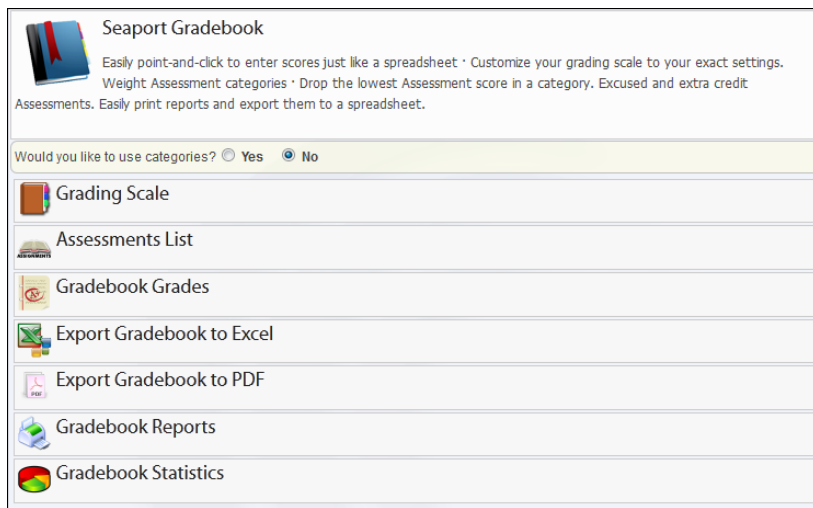 Seaport Gradebook
Easily point-and-click to enter scores just like a spreadsheet · Customize your grading scale to your exact settings.
Weight Assessment categories · Drop the lowest Assessment score in a category. Excused and extra credit
Assessments. Easily print reports and export them to a spreadsheet.
Would you like to use categories? Yes No
Grading Scale
Assessments List
ASSIGNMENTS
Gradebook Grades
A+
Export Gradebook to Excel
Export Gradebook to PDF
PDF
Gradebook Reports
Gradebook Statistics